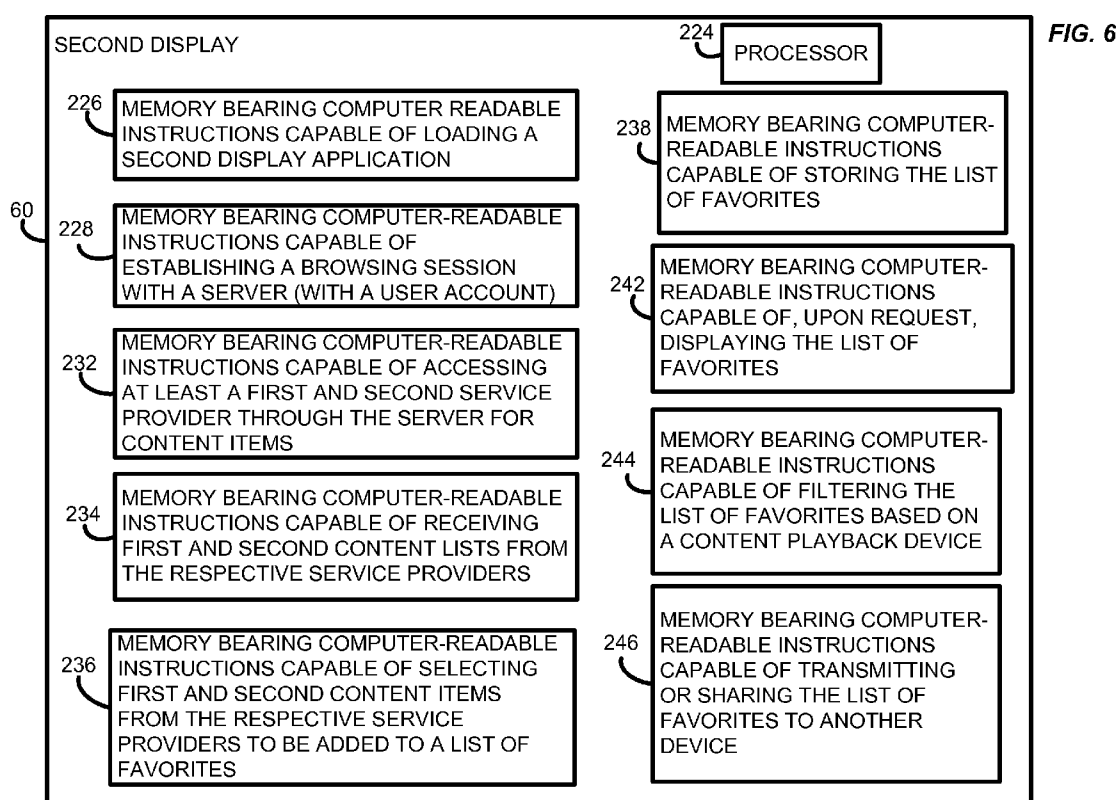 FIG. 6
SECOND DISPLAY
224
PROCESSOR
226
MEMORY BEARING COMPUTER READABLE
INSTRUCTIONS CAPABLE OF LOADING A
SECOND DISPLAY APPLICATION
60
228
MEMORY BEARING COMPUTER-READABLE
INSTRUCTIONS CAPABLE OF
ESTABLISHING A BROWSING SESSION
WITH A SERVER (WITH A USER ACCOUNT)
232
MEMORY BEARING COMPUTER-READABLE
INSTRUCTIONS CAPABLE OF ACCESSING
AT LEAST A FIRST AND SECOND SERVICE
PROVIDER THROUGH THE SERVER FOR
CONTENT ITEMS
234
MEMORY BEARING COMPUTER-READABLE
INSTRUCTIONS CAPABLE OF RECEIVING
FIRST AND SECOND CONTENT LISTS FROM
THE RESPECTIVE SERVICE PROVIDERS
236
MEMORY BEARING COMPUTER-READABLE
INSTRUCTIONS CAPABLE OF SELECTING
FIRST AND SECOND CONTENT ITEMS
FROM THE RESPECTIVE SERVICE
PROVIDERS TO BE ADDED TO A LIST OF
FAVORITES
238
MEMORY BEARING COMPUTER-
READABLE INSTRUCTIONS
CAPABLE OF STORING THE LIST
OF FAVORITES
242
MEMORY BEARING COMPUTER-
READABLE INSTRUCTIONS
CAPABLE OF, UPON REQUEST,
DISPLAYING THE LIST OF
FAVORITES
244
MEMORY BEARING COMPUTER-
READABLE INSTRUCTIONS
CAPABLE OF FILTERING THE
LIST OF FAVORITES BASED ON
A CONTENT PLAYBACK DEVICE
246
MEMORY BEARING COMPUTER-
READABLE INSTRUCTIONS
CAPABLE OF TRANSMITTING
OR SHARING THE LIST OF
FAVORITES TO ANOTHER
DEVICE